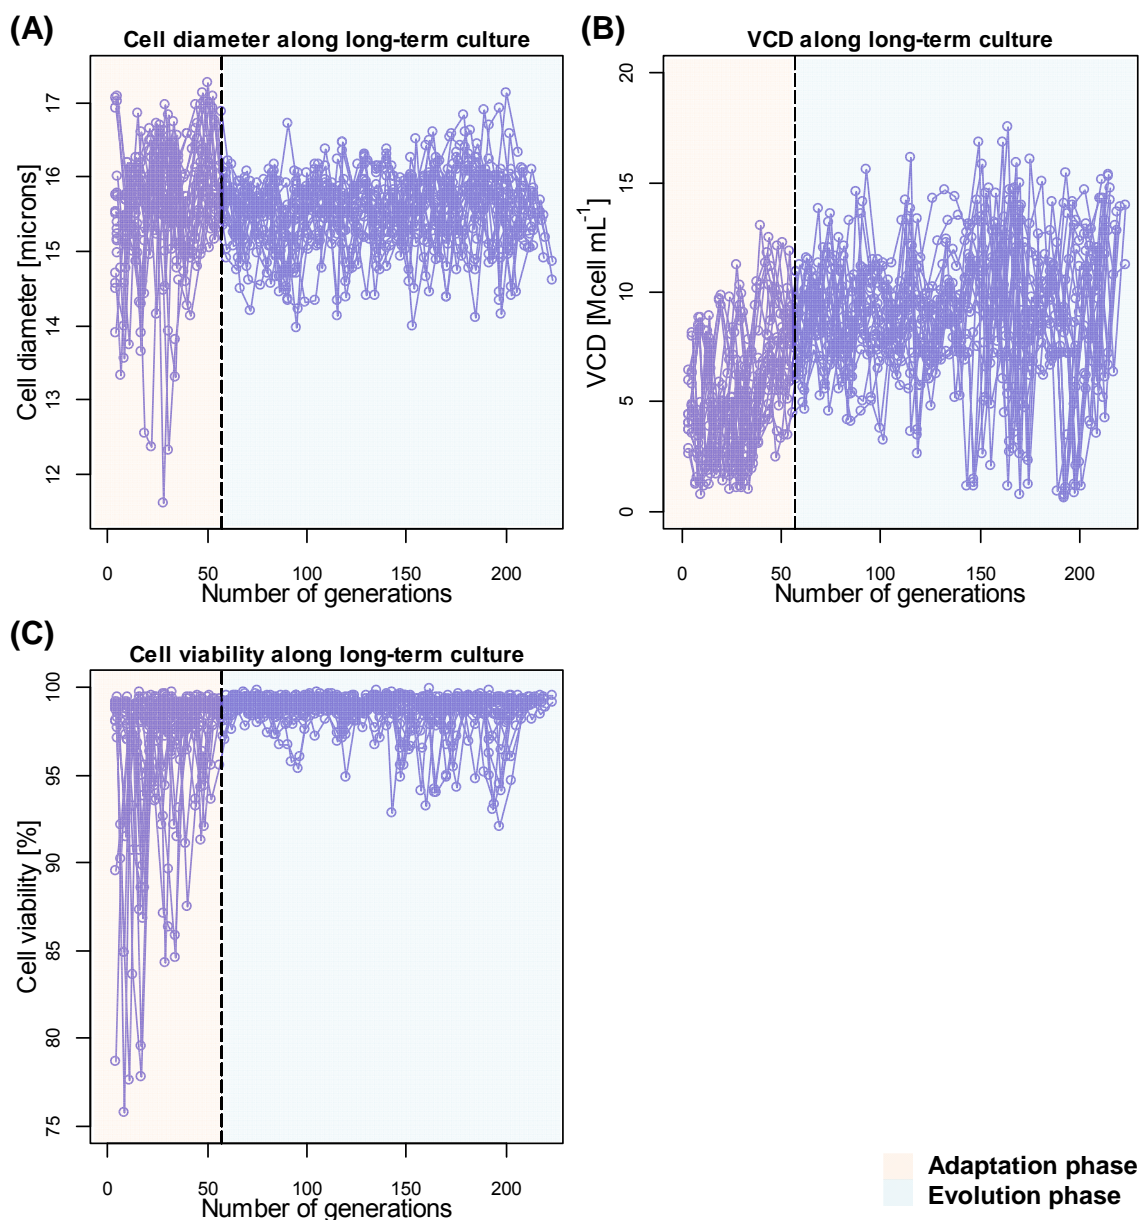 (A)
Cell diameter along long-term culture
Cell diameter [microns]
17
16
15
14
13
12
0 50 100 150 200
Number of generations
(B)
VCD along long-term culture
VCD [Mcell mL-1]
20
15
10
5
0
0 50 100 150 200
Number of generations
(C)
Cell viability along long-term culture
Cell viability [%]
100
95
90
85
80
75
0 50 100 150 200
Number of generations
Adaptation phase
Evolution phase